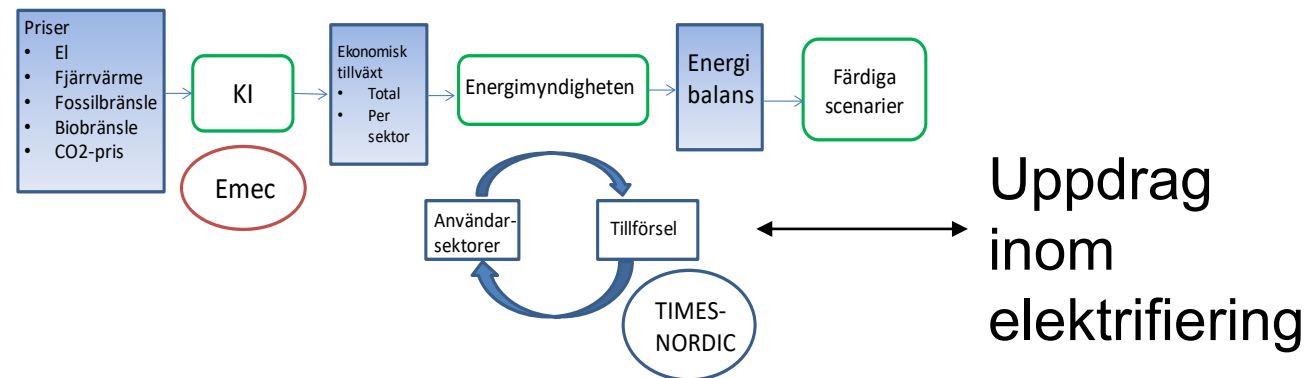 Priser
• El
• Fjärrvärme
• Fossilbränsle
• Biobränsle
• CO2-pris
KI
Emec
Ekonomisk
tillväxt
• Total
• Per
sektor
Energimyndigheten
Energi
balans
Färdiga
scenarier
Användar-
sektorer
Tillförsel
TIMES-
NORDIC
Uppdrag
inom
elektrifiering